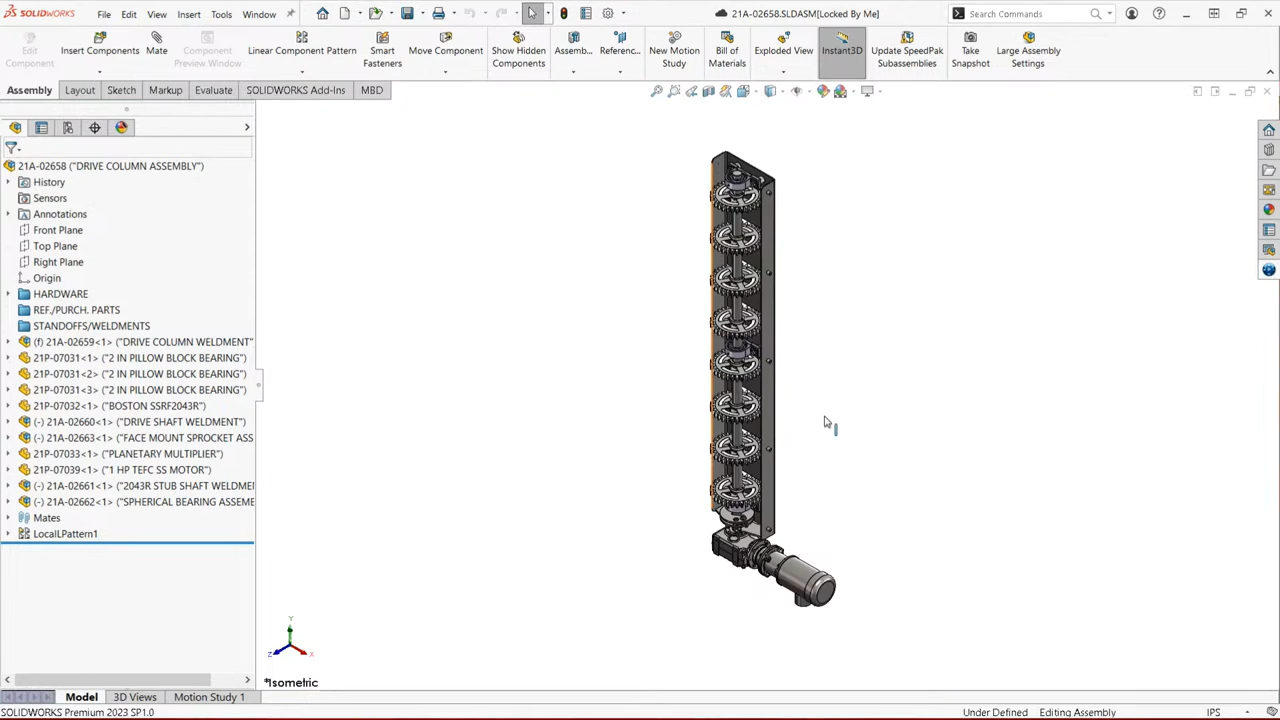 SOLIDWORKS File Edit View Insert Tools Window 21A-02658.SLDASM[Locked By Me] Search Commands
Edit Component Insert Components Mate Component Preview Window Linear Component Pattern Smart Fasteners Move Component Show Hidden Components Assemb... Referenc... New Motion Study Bill of Materials Exploded View Instant3D Update SpeedPak Subassemblies Take Snapshot Large Assembly Settings
Assembly Layout Sketch Markup Evaluate SOLIDWORKS Add-Ins MBD
21A-02658 ("DRIVE COLUMN ASSEMBLY")
History
Sensors
Annotations
Front Plane
Top Plane
Right Plane
Origin
HARDWARE
REF./PURCH. PARTS
STANDOFFS/WELDMENTS
(f) 21A-02659<1> ("DRIVE COLUMN WELDMENT"
21P-07031<1> ("2 IN PILLOW BLOCK BEARING")
21P-07031<2> ("2 IN PILLOW BLOCK BEARING")
21P-07031<3> ("2 IN PILLOW BLOCK BEARING")
21P-07032<1> ("BOSTON SSRF2043R")
(-) 21A-02660<1> ("DRIVE SHAFT WELDMENT")
(-) 21A-02663<1> ("FACE MOUNT SPROCKET ASS
21P-07033<1> ("PLANETARY MULTIPLIER")
21P-07039<1> ("1 HP TEFC SS MOTOR")
(-) 21A-02661<1> ("2043R STUB SHAFT WELDMEI
(-) 21A-02662<1> ("SPHERICAL BEARING ASSEME
Mates
LocalLPattern1
Y
Z
X
*Isometric
Model 3D Views Motion Study 1
SOLIDWORKS Premium 2023 SP1.0 Under Defined Editing Assembly IPS